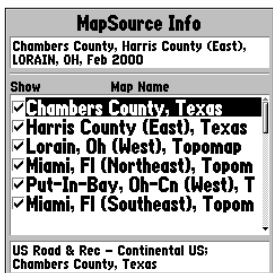 MapSource Info
Chambers County, Harris County (East),
LORAIN, OH, Feb 2000
Show Map Name
Chambers County, Texas
Harris County (East), Texas
Lorain, Oh (West), Topomap
Miami, Fl (Northeast), Topom
Put-In-Bay, Oh-Cn (West), T
Miami, Fl (Southeast), Topom
US Road & Rec - Continental US;
Chambers County, Texas